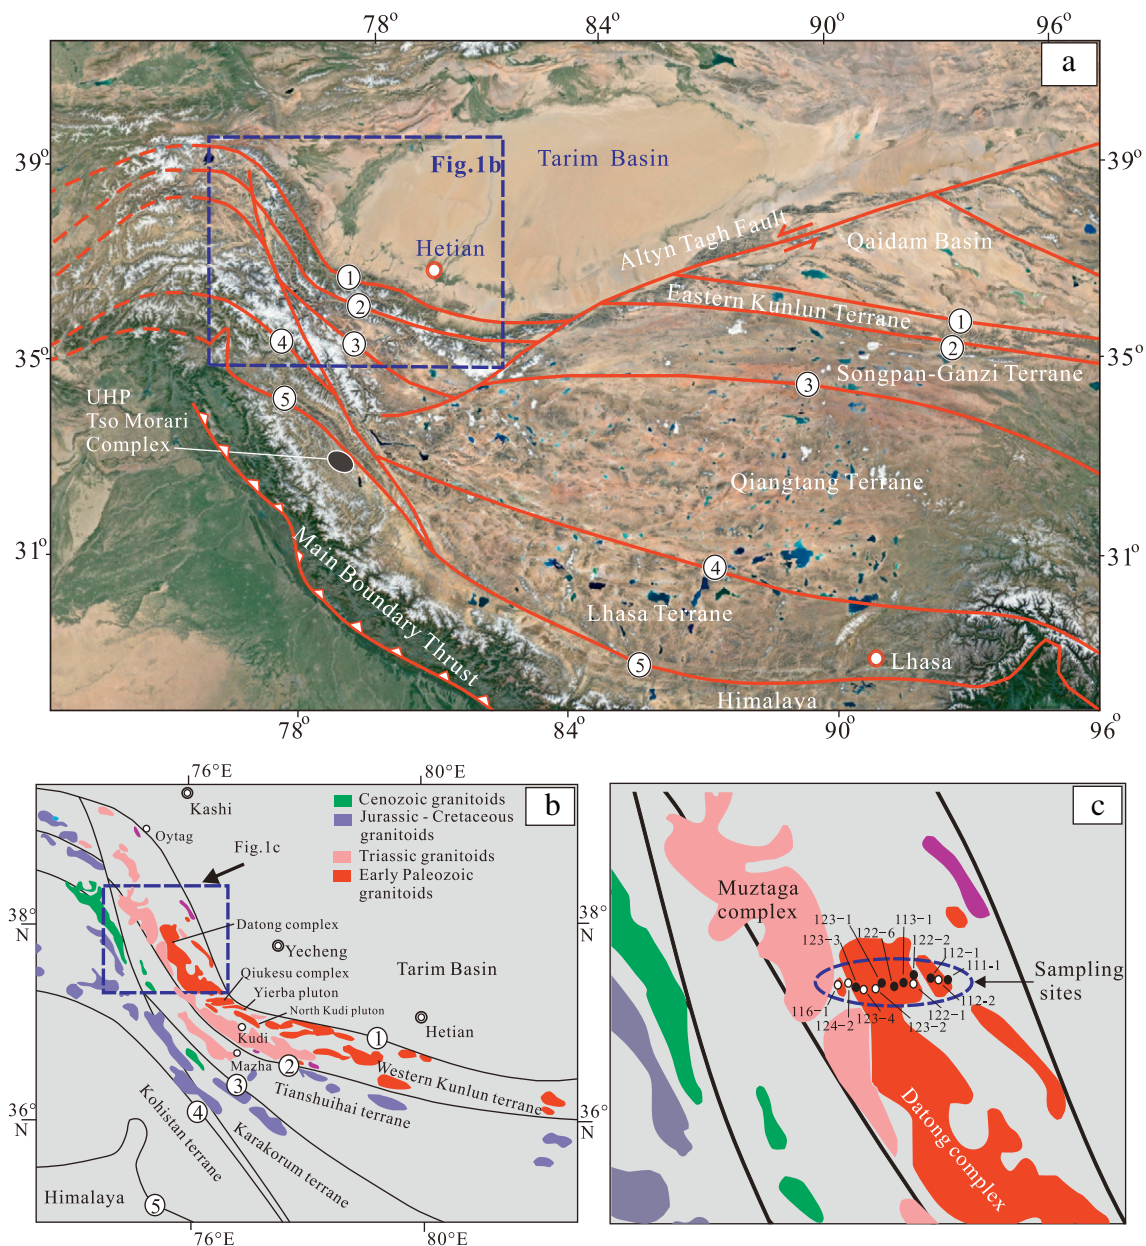 78°
84°
90°
96°
a
39°
39°
Fig.1b
Tarim Basin
Hetian
Altyn Tagh Fault
Qaidam Basin
Eastern Kunlun Terrane
1
2
1
2
35°
35°
4
3
Songpan-Ganzi Terrane
3
5
UHP
Tso Morari
Complex
Qiangtang Terrane
31°
31°
Main Boundary Thrust
4
Lhasa Terrane
5
Lhasa
Himalaya
78°
84°
90°
96°
76°E
80°E
b
Kashi
Cenozoic granitoids
Jurassic - Cretaceous
granitoids
Triassic granitoids
Early Paleozoic
granitoids
Oytag
Fig.1c
38°
N
Datong complex
Yecheng
Qiukesu complex
Tarim Basin
Yierba pluton
North Kudi pluton
Hetian
Kudi
1
Mazha
2
Western Kunlun terrane
3
Tianshuihai terrane
4
36°
N
Kohistan terrane
Karakorum terrane
Himalaya
5
76°E
80°E
c
Muztaga
complex
38°
N
123-1
113-1
123-3
122-6
122-2
112-1
111-1
Sampling
sites
116-1
124-2
123-4
123-2
122-1
112-2
36°
N
Datong complex